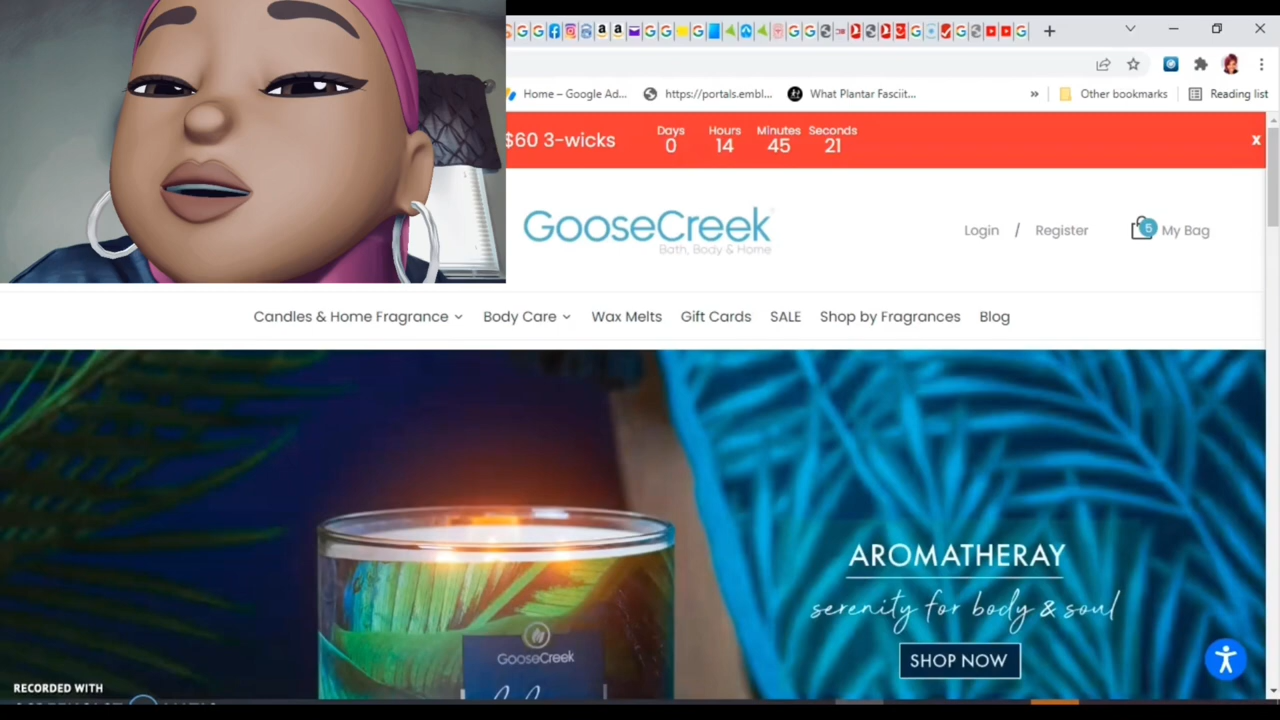 Home – Google Ad...
https://portals.embl...
What Plantar Fasciit...
»
Other bookmarks
Reading list
$60 3-wicks
Days
Hours
Minutes
Seconds
0
14
45
21
x
GooseCreek
Bath, Body & Home
Login / Register
5
My Bag
Candles & Home Fragrance
Body Care
Wax Melts
Gift Cards
SALE
Shop by Fragrances
Blog
AROMATHERAY
serenity for body & soul
SHOP NOW
GooseCreek
RECORDED WITH